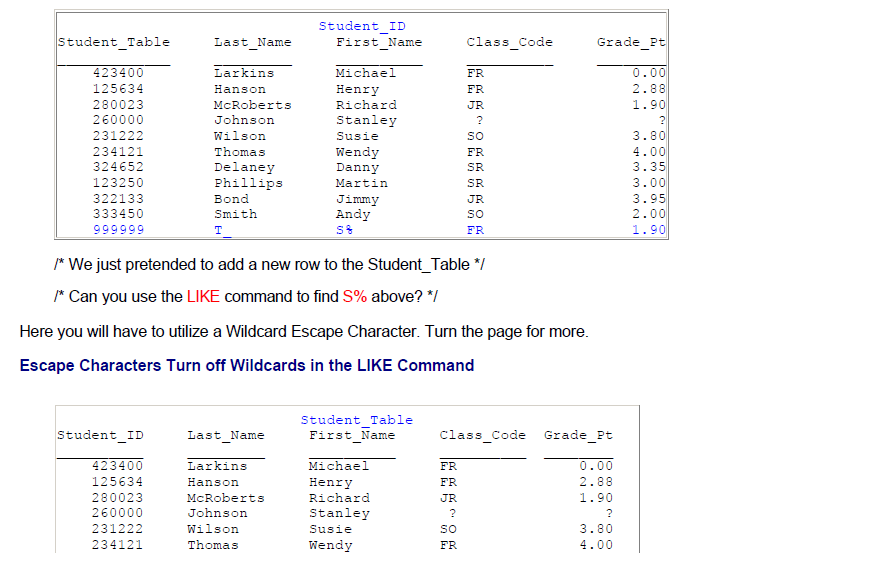 Student_ID
Student_Table Last_Name First_Name Class_Code Grade_Pt
423400 Larkins Michael FR 0.00
125634 Hanson Henry FR 2.88
280023 McRoberts Richard JR 1.90
260000 Johnson Stanley ? ?
231222 Wilson Susie SO 3.80
234121 Thomas Wendy FR 4.00
324652 Delaney Danny SR 3.35
123250 Phillips Martin SR 3.00
322133 Bond Jimmy JR 3.95
333450 Smith Andy SO 2.00
999999 T_ S% FR 1.90
/* We just pretended to add a new row to the Student_Table */
/* Can you use the LIKE command to find S% above? */
Here you will have to utilize a Wildcard Escape Character. Turn the page for more.
Escape Characters Turn off Wildcards in the LIKE Command
Student_Table
Student_ID Last_Name First_Name Class_Code Grade_Pt
423400 Larkins Michael FR 0.00
125634 Hanson Henry FR 2.88
280023 McRoberts Richard JR 1.90
260000 Johnson Stanley ? ?
231222 Wilson Susie SO 3.80
234121 Thomas Wendy FR 4.00